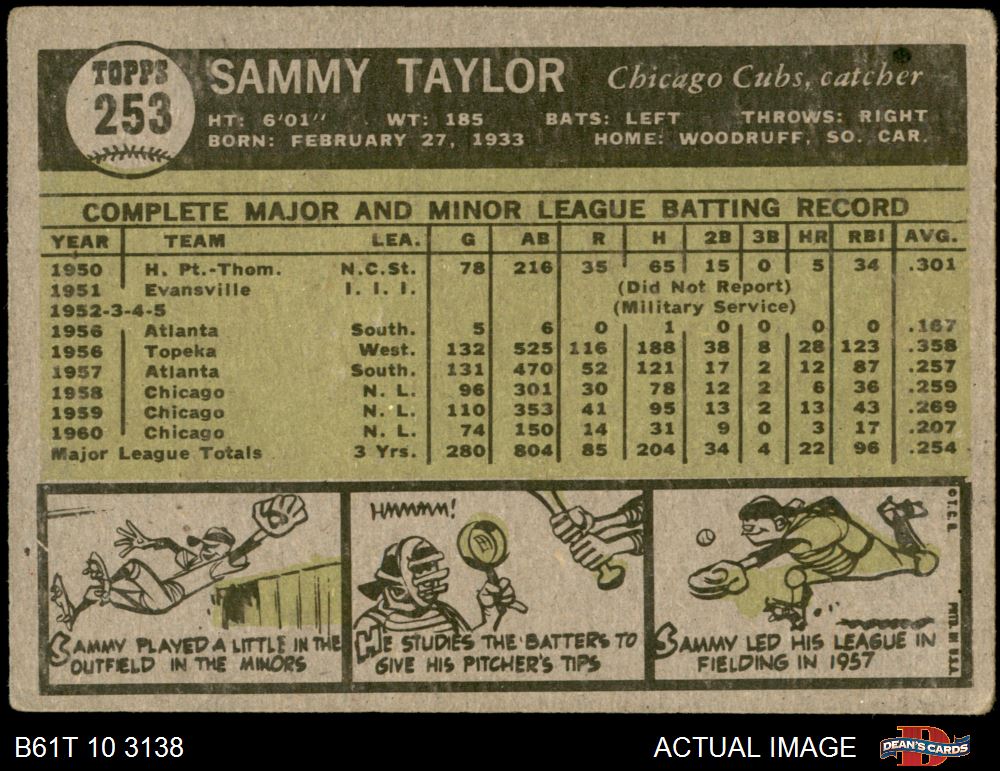 TOPPS
253
SAMMY TAYLOR Chicago Cubs, catcher
HT: 6'01" WT: 185 BATS: LEFT THROWS: RIGHT
BORN: FEBRUARY 27, 1933 HOME: WOODRUFF, SO. CAR.
COMPLETE MAJOR AND MINOR LEAGUE BATTING RECORD
YEAR TEAM LEA. G AB R H 2B 3B HR RBI AVG.
1950 H. Pt.-Thom. N.C.St. 78 216 35 65 15 0 5 34 .301
1951 Evansville I. I. I. (Did Not Report)
1952-3-4-5 (Military Service)
1956 Atlanta South. 5 6 0 1 0 0 0 0 .167
1956 Topeka West. 132 525 116 188 38 8 28 123 .358
1957 Atlanta South. 131 470 52 121 17 2 12 87 .257
1958 Chicago N. L. 96 301 30 78 12 2 6 36 .259
1959 Chicago N. L. 110 353 41 95 13 2 13 43 .269
1960 Chicago N. L. 74 150 14 31 9 0 3 17 .207
Major League Totals 3 Yrs. 280 804 85 204 34 4 22 96 .254
SAMMY PLAYED A LITTLE IN THE
OUTFIELD IN THE MINORS
HMMMM!
HE STUDIES THE BATTERS TO
GIVE HIS PITCHER'S TIPS
SAMMY LED HIS LEAGUE IN
FIELDING IN 1957
© T.C.G.
PTD. IN U.S.A.
B61T 10 3138
ACTUAL IMAGE
DEAN'S CARDS